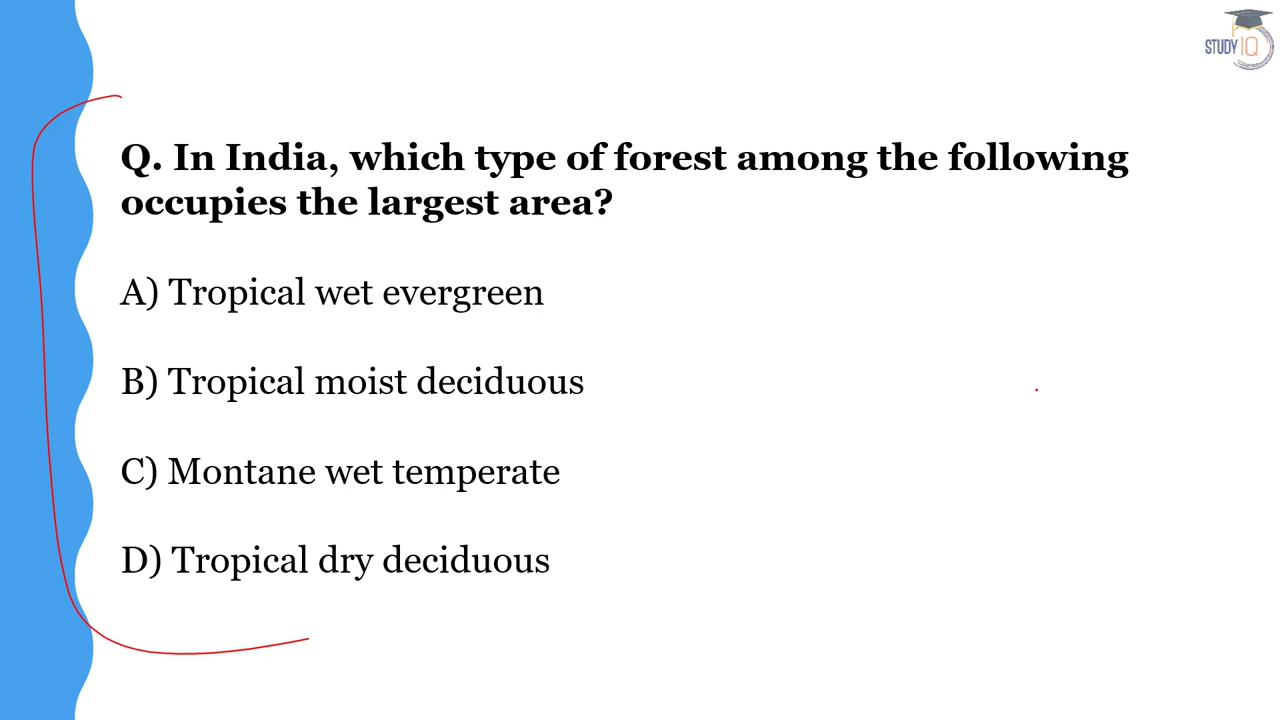 STUDY IQ
Q. In India, which type of forest among the following
occupies the largest area?
A) Tropical wet evergreen
B) Tropical moist deciduous
C) Montane wet temperate
D) Tropical dry deciduous